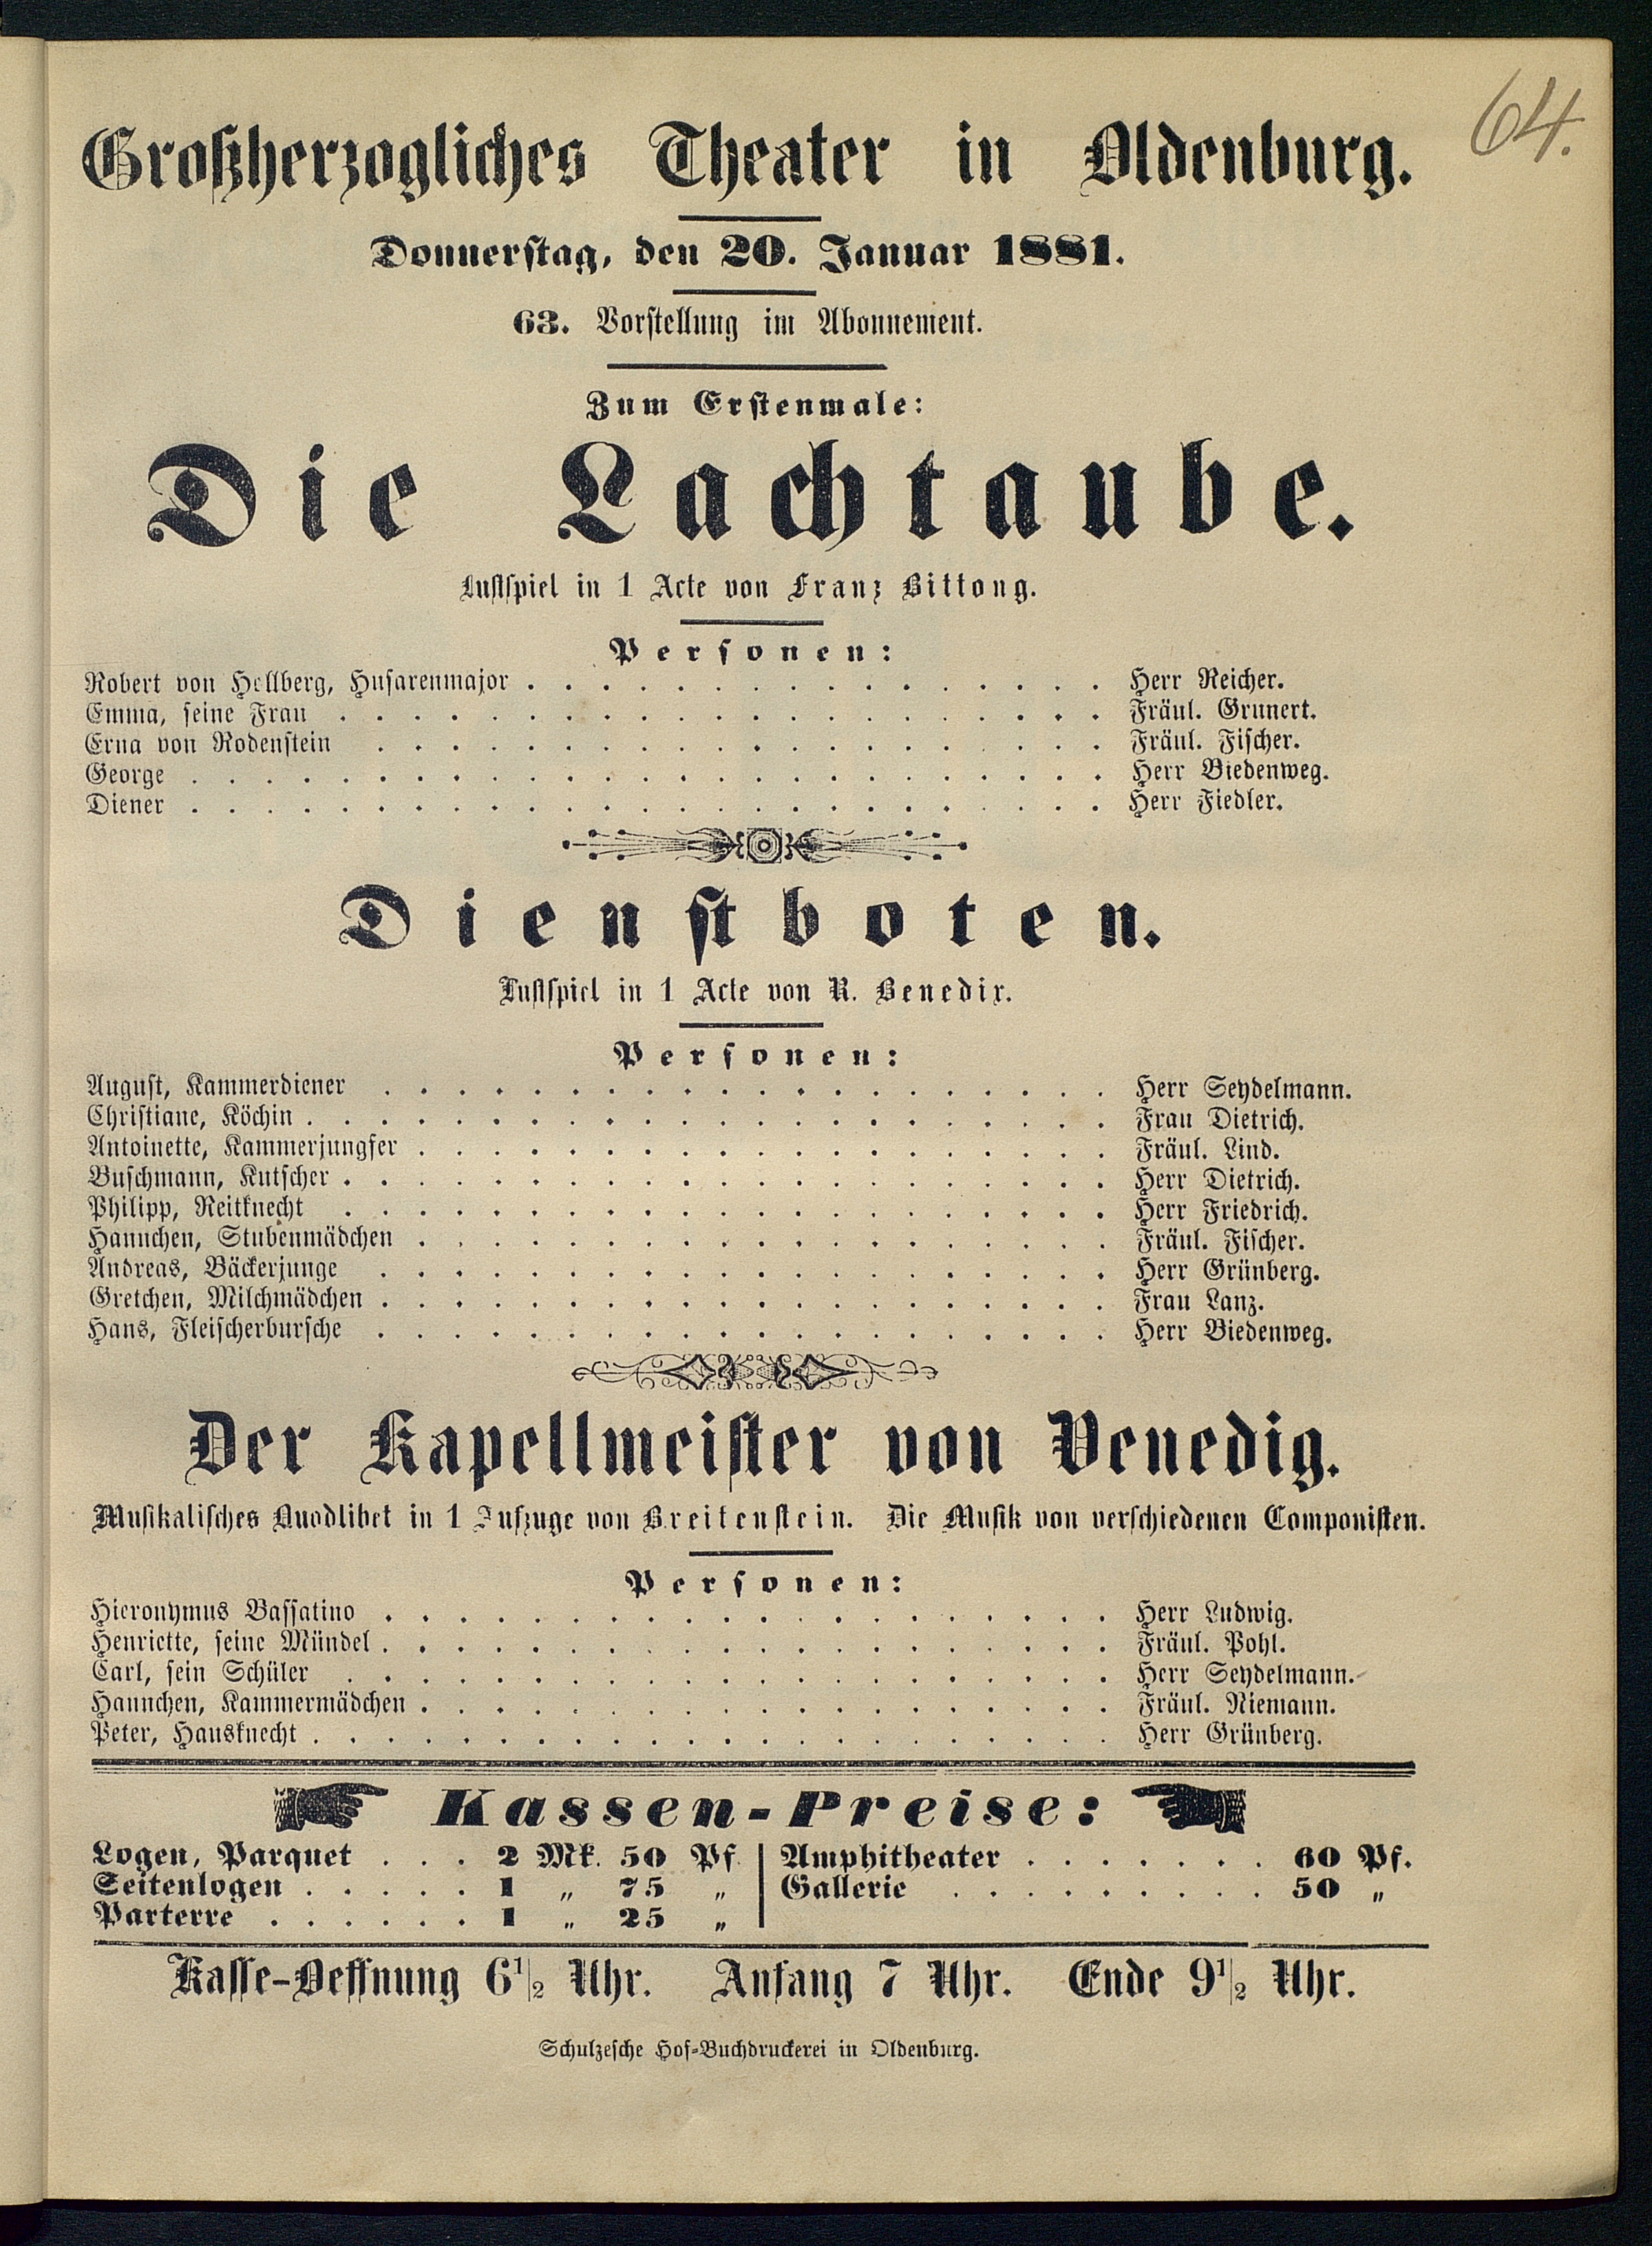 64.
Großherzogliches Theater in Oldenburg.
Donnerstag, den 20. Januar 1881.
63. Vorstellung im Abonnement.
Zum Erstenmale:
Die Lachtaube.
Lustspiel in 1 Acte von Franz Bittong.
Personen:
Robert von Hellberg, Husarenmajor . . . . . . . . . . . . . . . . Herr Reicher.
Emma, seine Frau . . . . . . . . . . . . . . . . . . . . . Fräul. Grunert.
Erna von Rodenstein . . . . . . . . . . . . . . . . . . . . Fräul. Fischer.
George . . . . . . . . . . . . . . . . . . . . . . . . . Herr Biedenweg.
Diener . . . . . . . . . . . . . . . . . . . . . . . . . Herr Fiedler.
Dienstboten.
Lustspiel in 1 Acte von R. Benedix.
Personen:
August, Kammerdiener . . . . . . . . . . . . . . . . . . . . Herr Seydelmann.
Christiane, Köchin . . . . . . . . . . . . . . . . . . . . . . Frau Dietrich.
Antoinette, Kammerjungfer . . . . . . . . . . . . . . . . . . . Fräul. Lind.
Buschmann, Kutscher . . . . . . . . . . . . . . . . . . . . . Herr Dietrich.
Philipp, Reitknecht . . . . . . . . . . . . . . . . . . . . . Herr Friedrich.
Hannchen, Stubenmädchen . . . . . . . . . . . . . . . . . . . Fräul. Fischer.
Andreas, Bäckerjunge . . . . . . . . . . . . . . . . . . . . Herr Grünberg.
Gretchen, Milchmädchen . . . . . . . . . . . . . . . . . . . . Frau Lanz.
Hans, Fleischerbursche . . . . . . . . . . . . . . . . . . . . Herr Biedenweg.
Der Kapellmeister von Venedig.
Musikalisches Quodlibet in 1 Aufzuge von Breitenstein. Die Musik von verschiedenen Componisten.
Personen:
Hieronymus Bassatino . . . . . . . . . . . . . . . . . . . . Herr Ludwig.
Henriette, seine Mündel . . . . . . . . . . . . . . . . . . . . Fräul. Pohl.
Carl, sein Schüler . . . . . . . . . . . . . . . . . . . . . Herr Seydelmann.
Hannchen, Kammermädchen . . . . . . . . . . . . . . . . . . . Fräul. Niemann.
Peter, Hausknecht . . . . . . . . . . . . . . . . . . . . . . Herr Grünberg.
Kassen-Preise:
Logen, Parquet . . . 2 Mk. 50 Pf. | Amphitheater . . . . . . . 60 Pf.
Seitenlogen . . . . . 1 „ 75 „ | Gallerie . . . . . . . . . 50 „
Parterre . . . . . . 1 „ 25 „
Kasse-Oeffnung 6½ Uhr. Anfang 7 Uhr. Ende 9½ Uhr.
Schulzesche Hof-Buchdruckerei in Oldenburg.